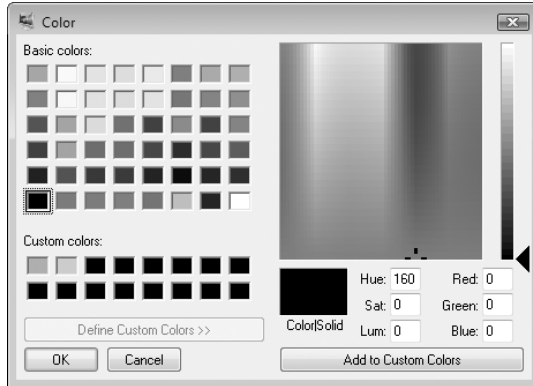 Color
Basic colors:
Custom colors:
Define Custom Colors >>
OK Cancel
Color|Solid
Hue: 160 Red: 0
Sat: 0 Green: 0
Lum: 0 Blue: 0
Add to Custom Colors